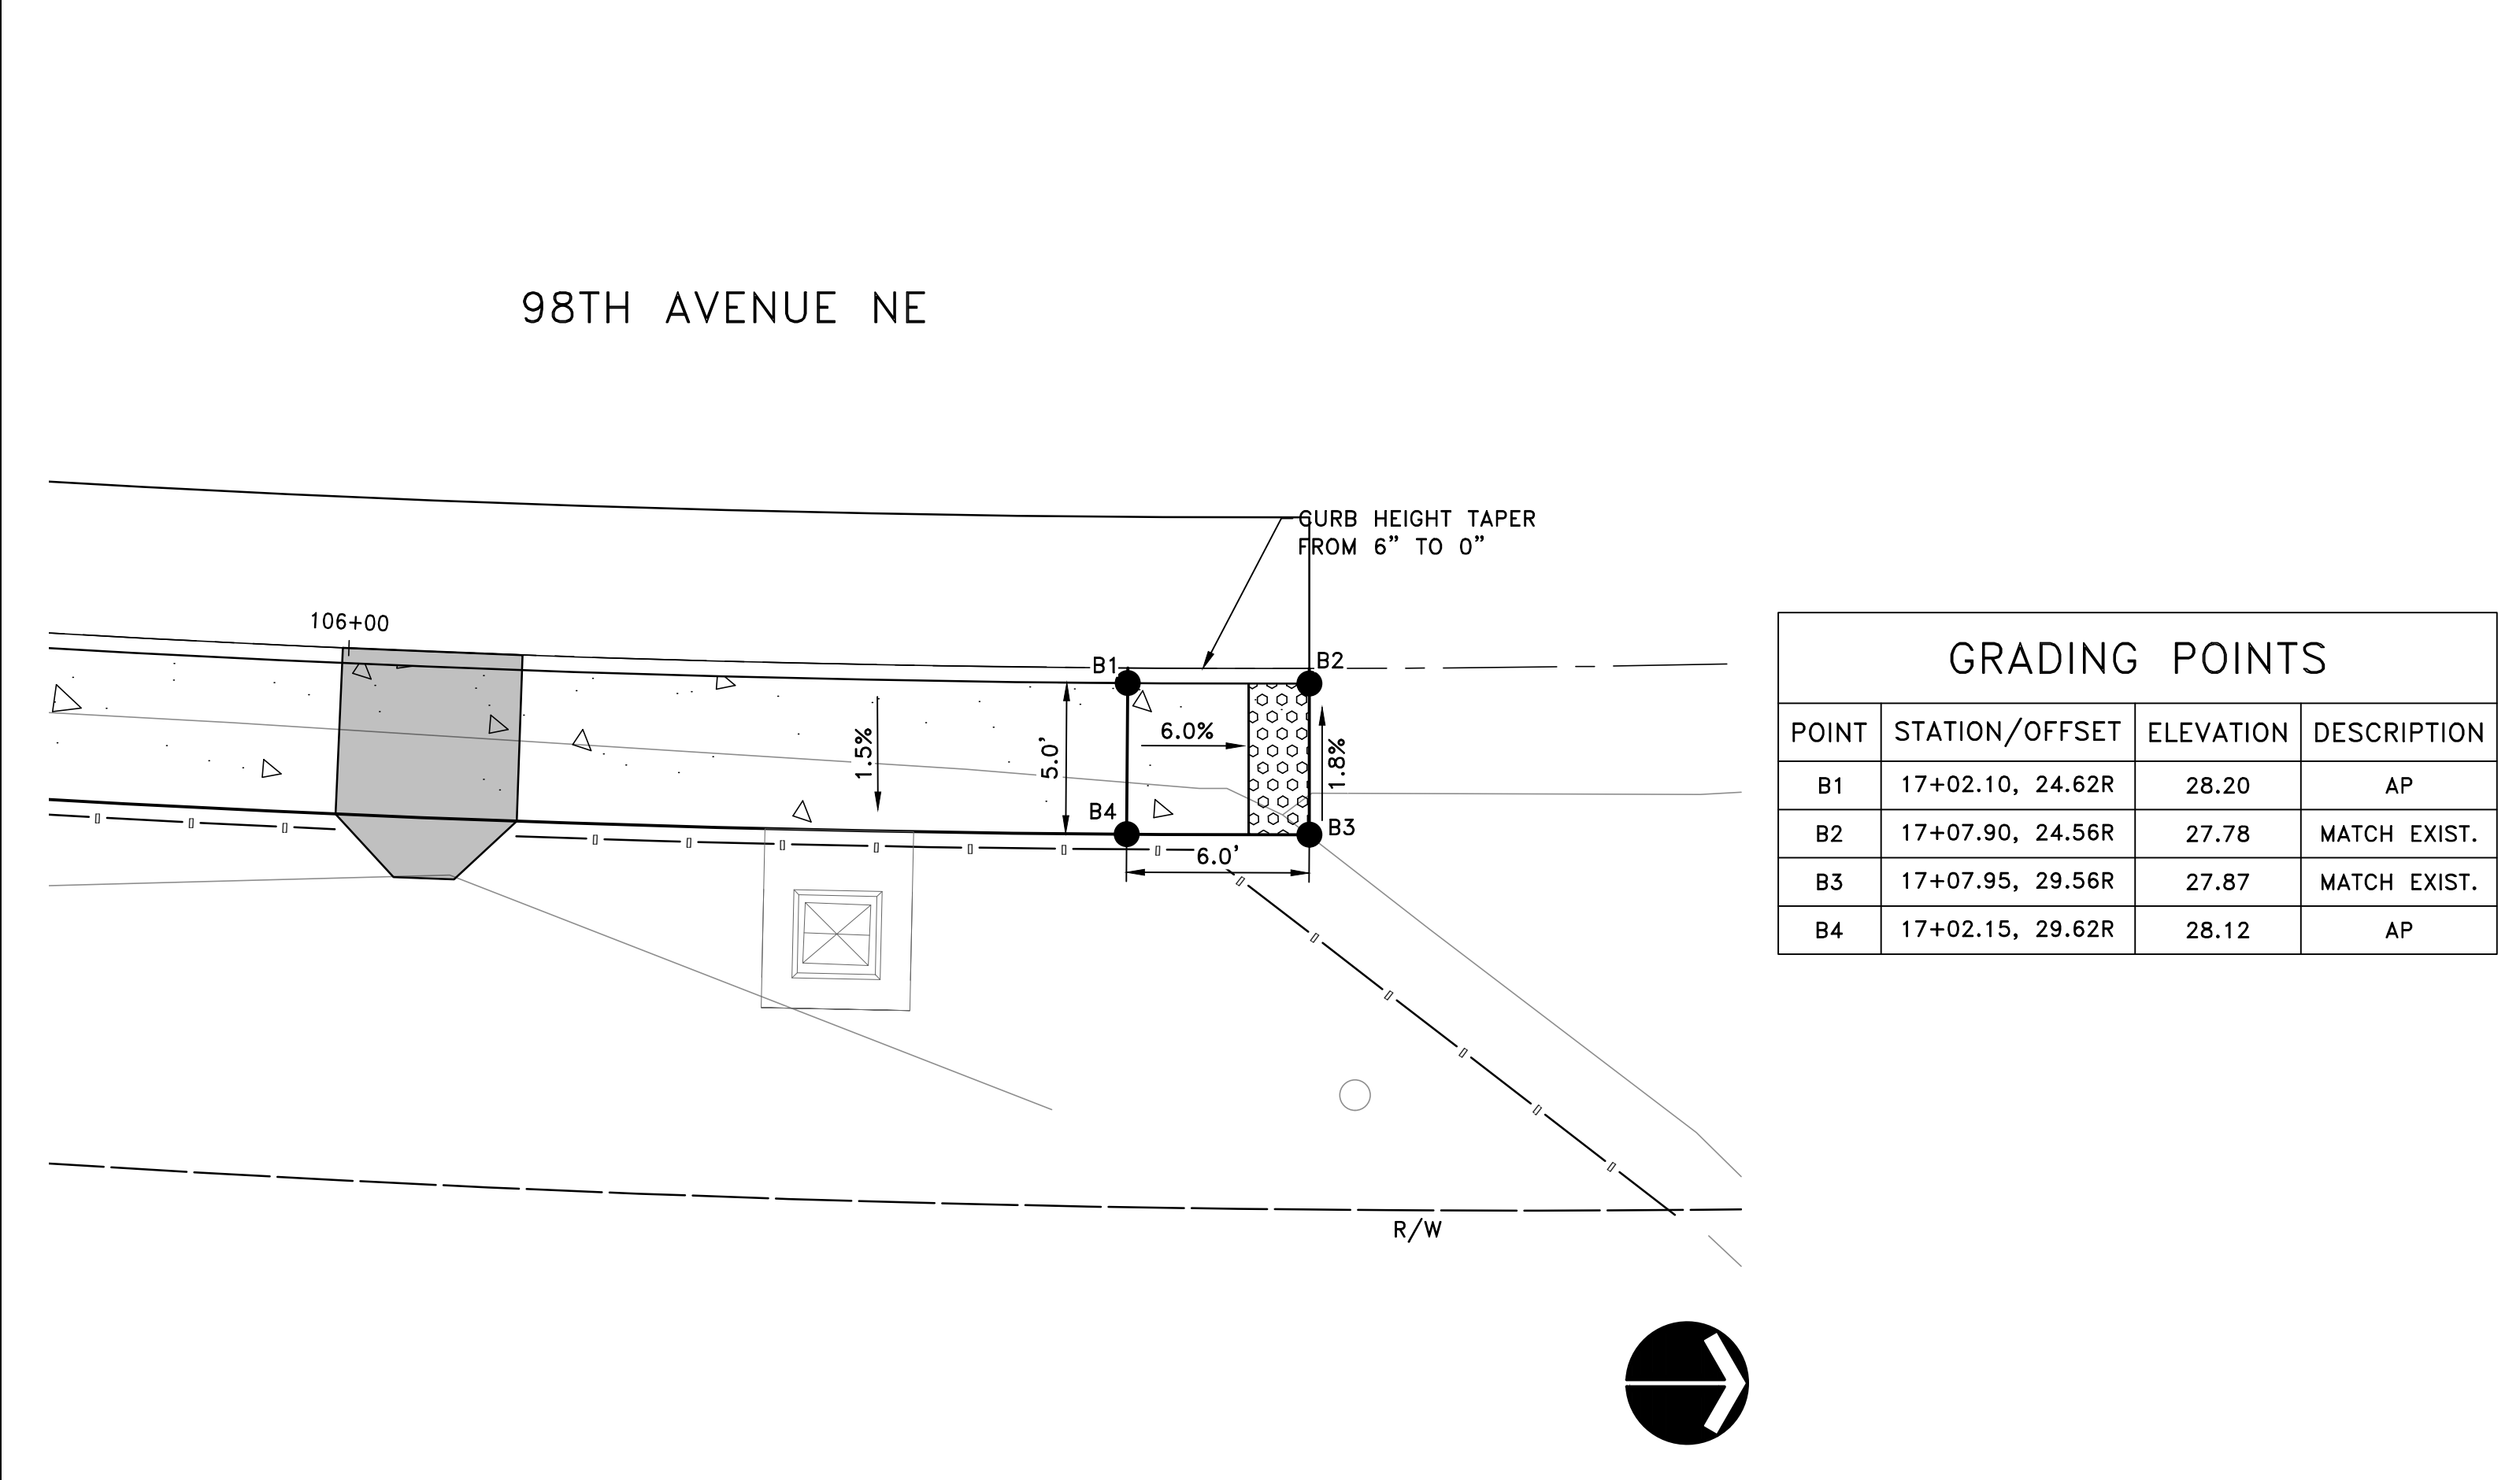 98TH AVENUE NE
CURB HEIGHT TAPER
FROM 6" TO 0"
106+00
B1
B2
6.0%
1.5%
5.0'
1.8%
B4
B3
6.0'
R/W
GRADING POINTS
POINT STATION/OFFSET ELEVATION DESCRIPTION
B1 17+02.10, 24.62R 28.20 AP
B2 17+07.90, 24.56R 27.78 MATCH EXIST.
B3 17+07.95, 29.56R 27.87 MATCH EXIST.
B4 17+02.15, 29.62R 28.12 AP